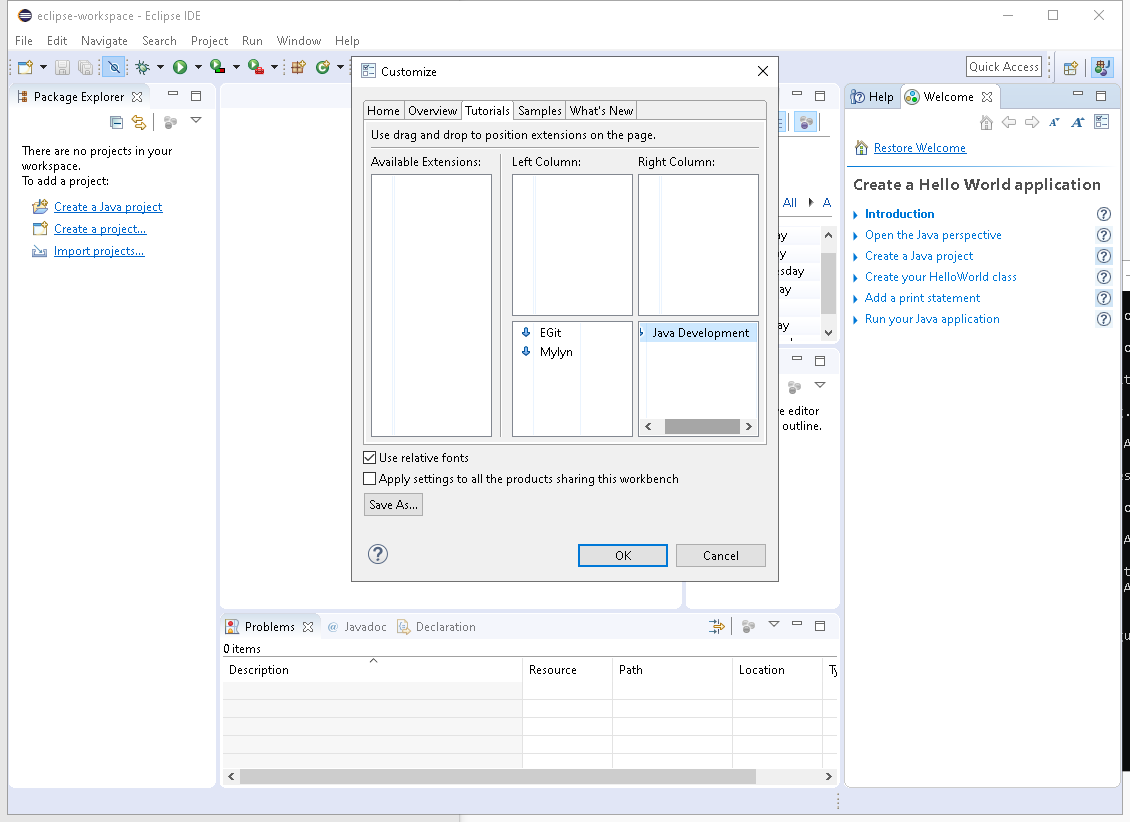 eclipse-workspace - Eclipse IDE
File Edit Navigate Search Project Run Window Help
Quick Access
Package Explorer
There are no projects in your
workspace.
To add a project:
Create a Java project
Create a project...
Import projects...
Customize
Home Overview Tutorials Samples What's New
Use drag and drop to position extensions on the page.
Available Extensions: Left Column: Right Column:
EGit
Mylyn
Java Development
Use relative fonts
Apply settings to all the products sharing this workbench
Save As...
OK Cancel
All A
outline.
editor
Help Welcome
Restore Welcome
Create a Hello World application
Introduction
Open the Java perspective
Create a Java project
Create your HelloWorld class
Add a print statement
Run your Java application
Problems @ Javadoc Declaration
0 items
Description Resource Path Location